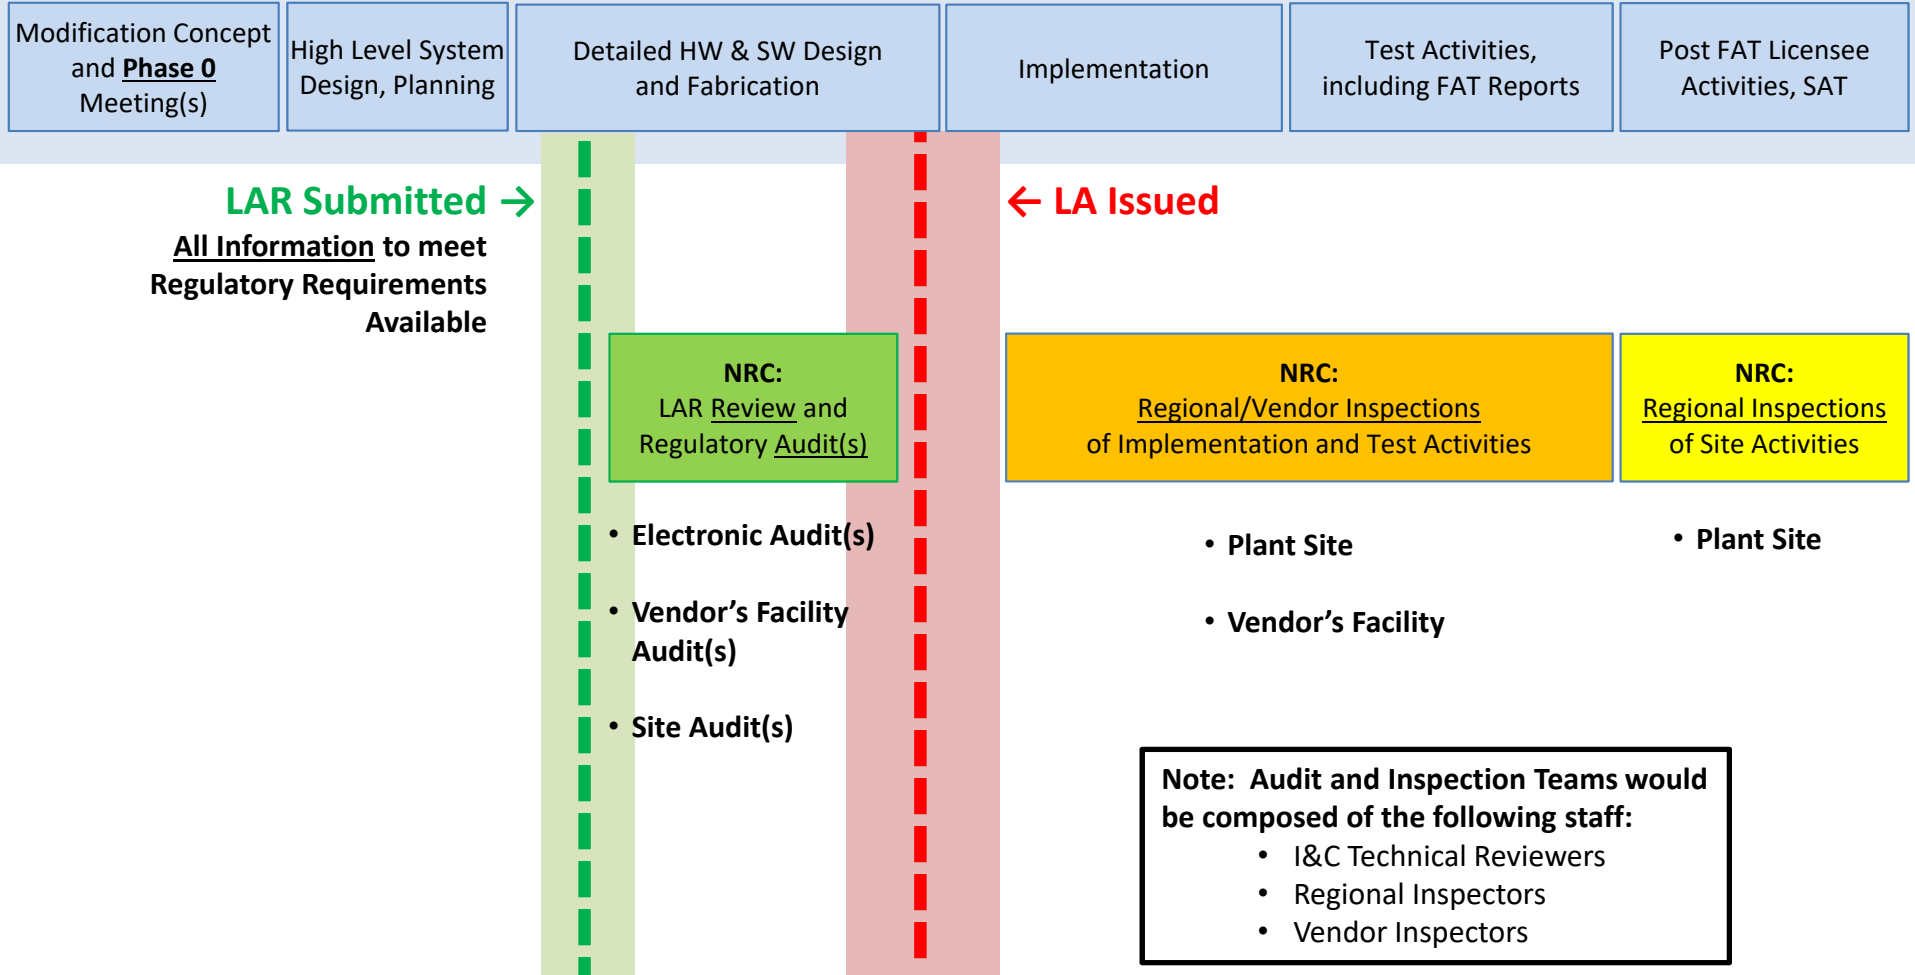 Modification Concept
and Phase 0
Meeting(s)
High Level System
Design, Planning
Detailed HW & SW Design
and Fabrication
Implementation
Test Activities,
including FAT Reports
Post FAT Licensee
Activities, SAT
LAR Submitted →
All Information to meet
Regulatory Requirements
Available
← LA Issued
NRC:
LAR Review and
Regulatory Audit(s)
NRC:
Regional/Vendor Inspections
of Implementation and Test Activities
NRC:
Regional Inspections
of Site Activities
• Electronic Audit(s)
• Vendor’s Facility
Audit(s)
• Site Audit(s)
• Plant Site
• Vendor’s Facility
• Plant Site
Note:  Audit and Inspection Teams would
be composed of the following staff:
• I&C Technical Reviewers
• Regional Inspectors
• Vendor Inspectors